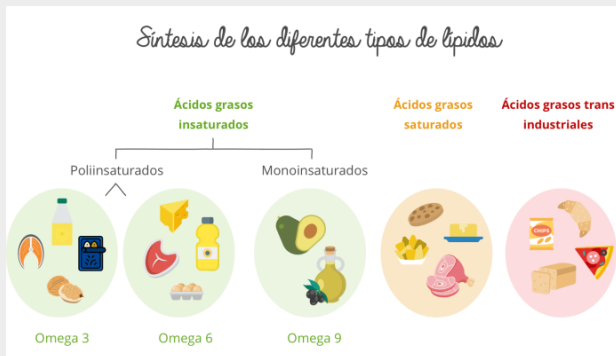 Síntesis de los diferentes tipos de lípidos
Ácidos grasos
insaturados
Ácidos grasos
saturados
Ácidos grasos trans
industriales
Poliinsaturados
Monoinsaturados
CHIPS
Omega 3
Omega 6
Omega 9